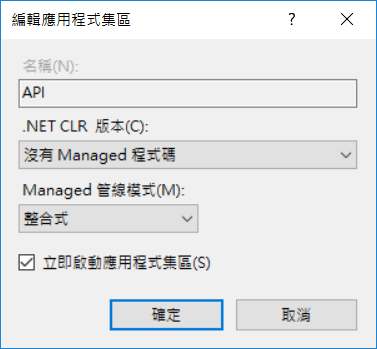 編輯應用程式集區
名稱(N):
API
.NET CLR 版本(C):
沒有 Managed 程式碼
Managed 管線模式(M):
整合式
立即啟動應用程式集區(S)
確定 取消